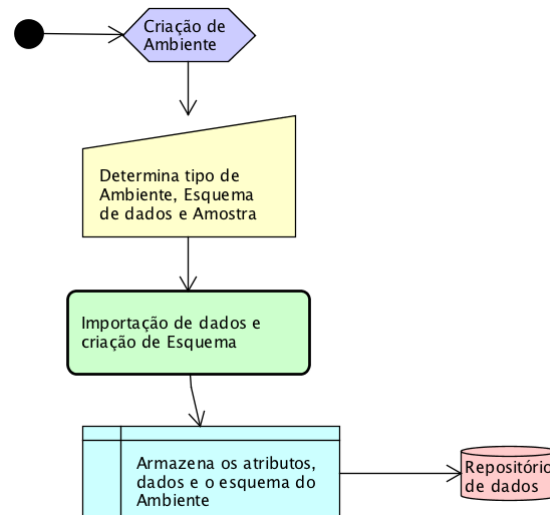 Criação de
Ambiente
Determina tipo de
Ambiente, Esquema
de dados e Amostra
Importação de dados e
criação de Esquema
Armazena os atributos,
dados e o esquema do
Ambiente
Repositório
de dados